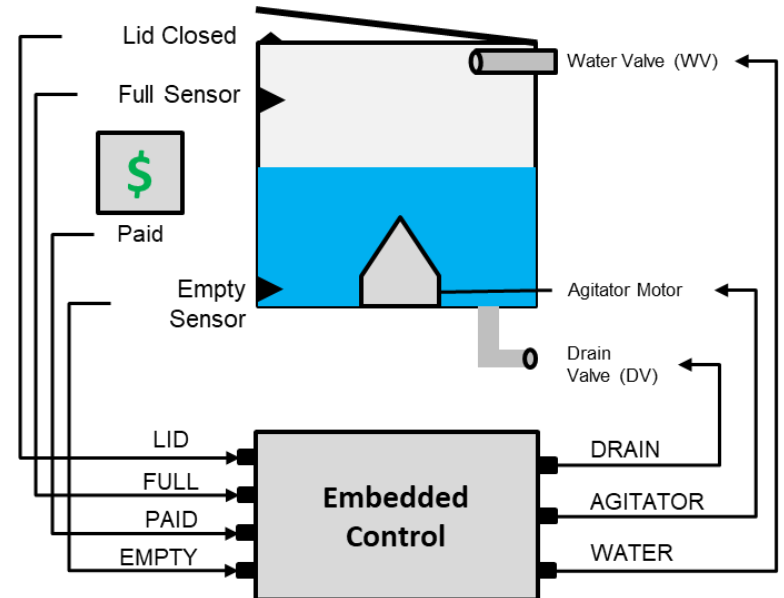 Lid Closed
Water Valve (WV)
Full Sensor
$
Paid
Empty
Sensor
Agitator Motor
Drain
Valve (DV)
LID
FULL
PAID
EMPTY
Embedded
Control
DRAIN
AGITATOR
WATER